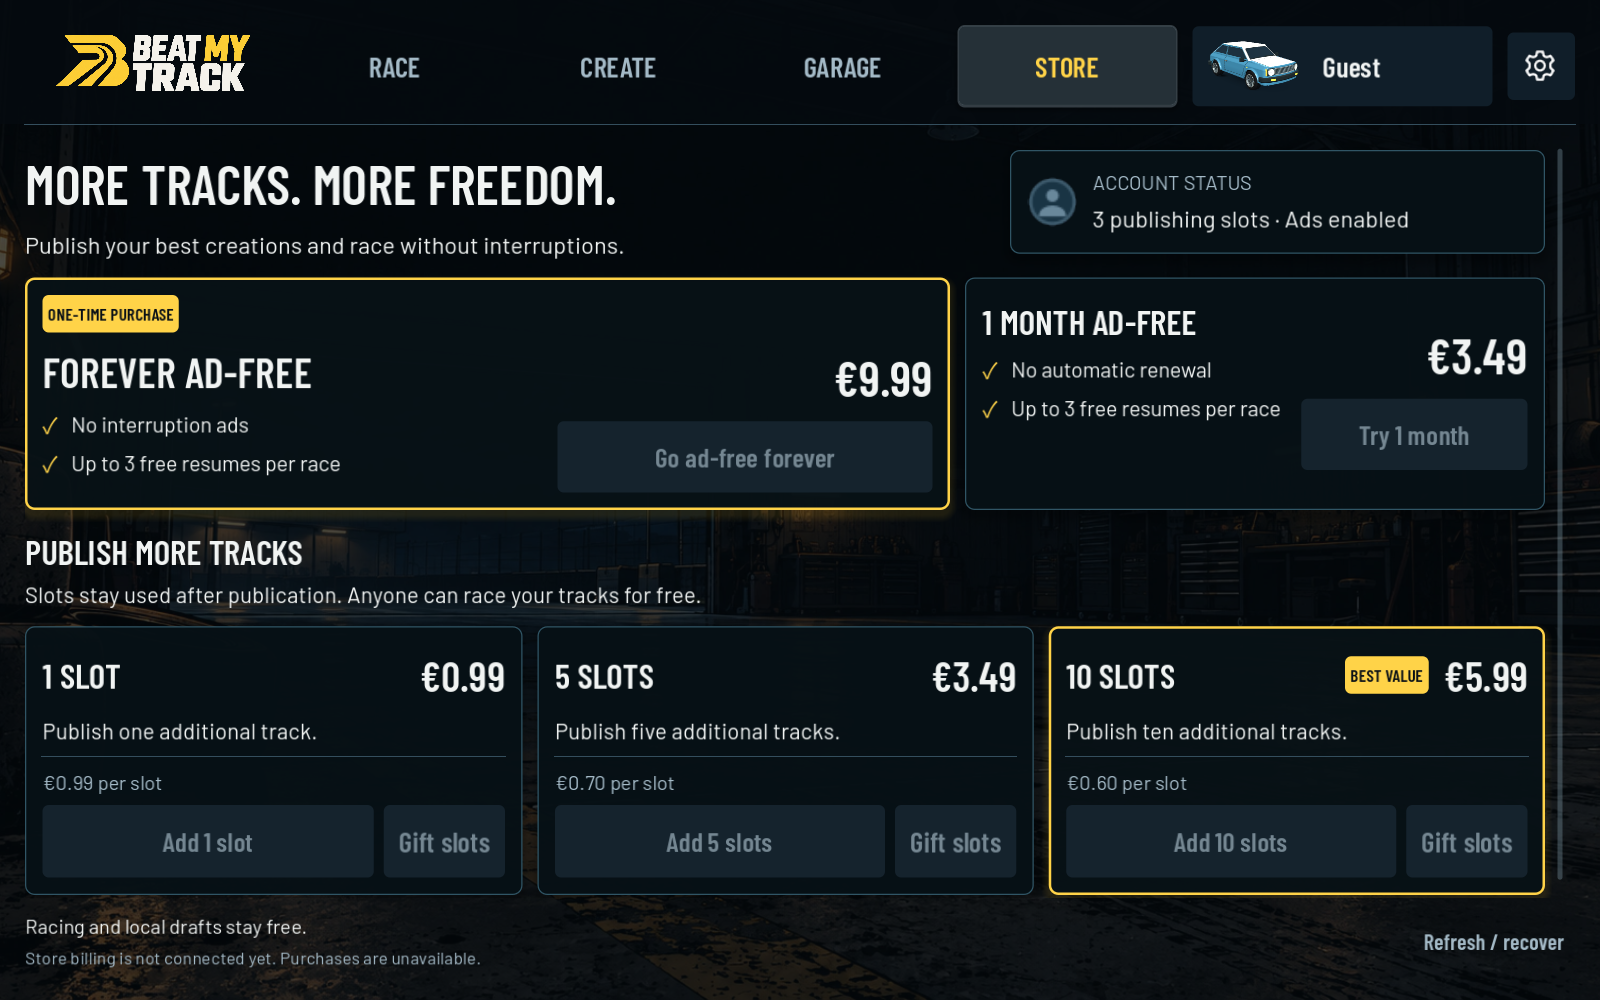 BEAT MY
TRACK
RACE
CREATE
GARAGE
STORE
Guest
MORE TRACKS. MORE FREEDOM.
Publish your best creations and race without interruptions.
ACCOUNT STATUS
3 publishing slots · Ads enabled
ONE-TIME PURCHASE
FOREVER AD-FREE
€9.99
✓ No interruption ads
✓ Up to 3 free resumes per race
Go ad-free forever
1 MONTH AD-FREE
€3.49
✓ No automatic renewal
✓ Up to 3 free resumes per race
Try 1 month
PUBLISH MORE TRACKS
Slots stay used after publication. Anyone can race your tracks for free.
1 SLOT
€0.99
Publish one additional track.
€0.99 per slot
Add 1 slot
Gift slots
5 SLOTS
€3.49
Publish five additional tracks.
€0.70 per slot
Add 5 slots
Gift slots
10 SLOTS
BEST VALUE
€5.99
Publish ten additional tracks.
€0.60 per slot
Add 10 slots
Gift slots
Racing and local drafts stay free.
Store billing is not connected yet. Purchases are unavailable.
Refresh / recover